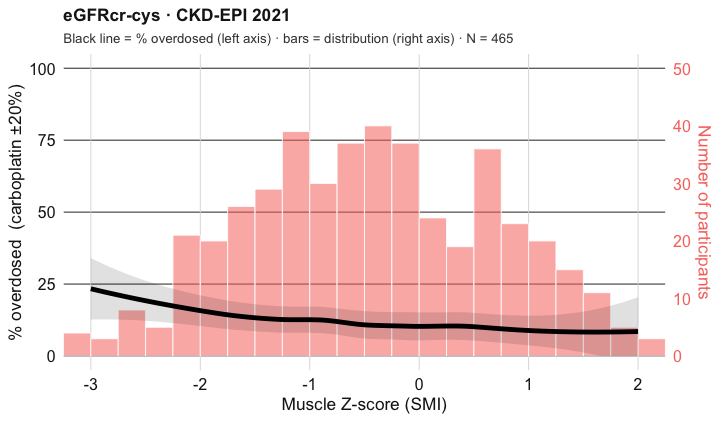 eGFRcr-cys · CKD-EPI 2021
Black line = % overdosed (left axis) · bars = distribution (right axis) · N = 465
% overdosed (carboplatin ±20%)
100
75
50
25
0
50
40
30
20
10
0
Number of participants
-3 -2 -1 0 1 2
Muscle Z-score (SMI)